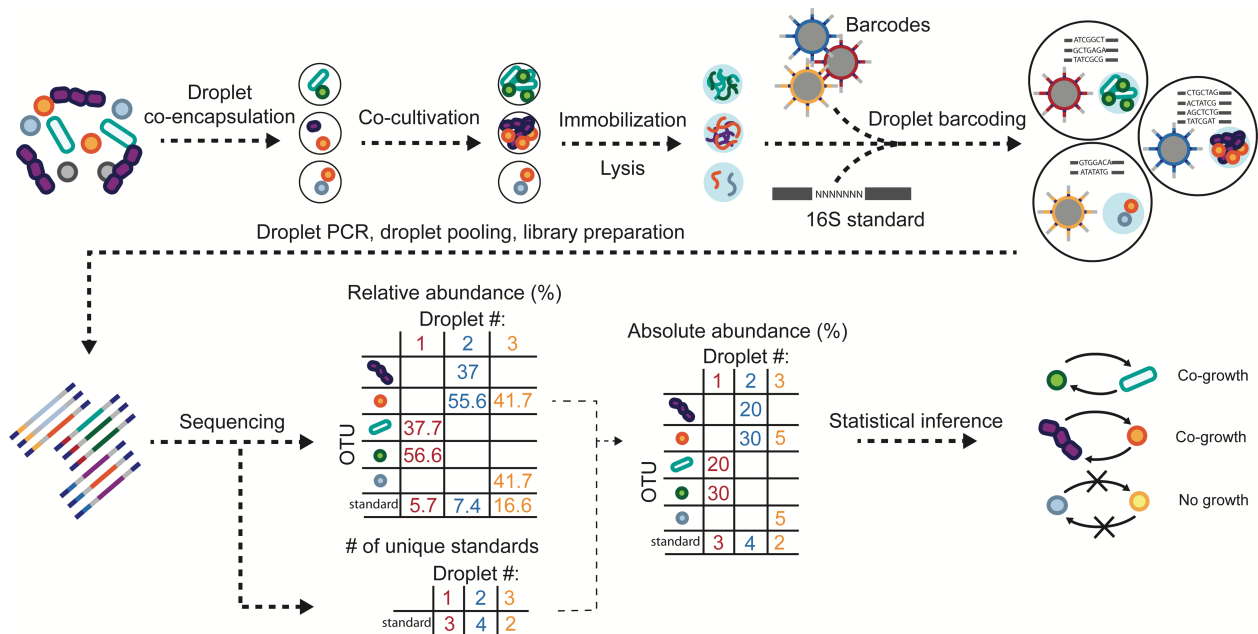 Droplet
co-encapsulation
Co-cultivation
Immobilization
Lysis
Barcodes
NNNNNNN
16S standard
Droplet barcoding
ATCGGCT
GCTGAGA
TATCGCG
CTGCTAG
ACTATCG
AGCTCTG
TATCGAT
GTGGACA
ATATATG
Droplet PCR, droplet pooling, library preparation
Sequencing
Relative abundance (%)
Droplet #:
1 2 3
37
55.6 41.7
37.7
56.6
41.7
standard 5.7 7.4 16.6
OTU
# of unique standards
Droplet #:
1 2 3
standard 3 4 2
Absolute abundance (%)
Droplet #:
1 2 3
20
30 5
20
30
5
standard 3 4 2
OTU
Statistical inference
Co-growth
Co-growth
No growth